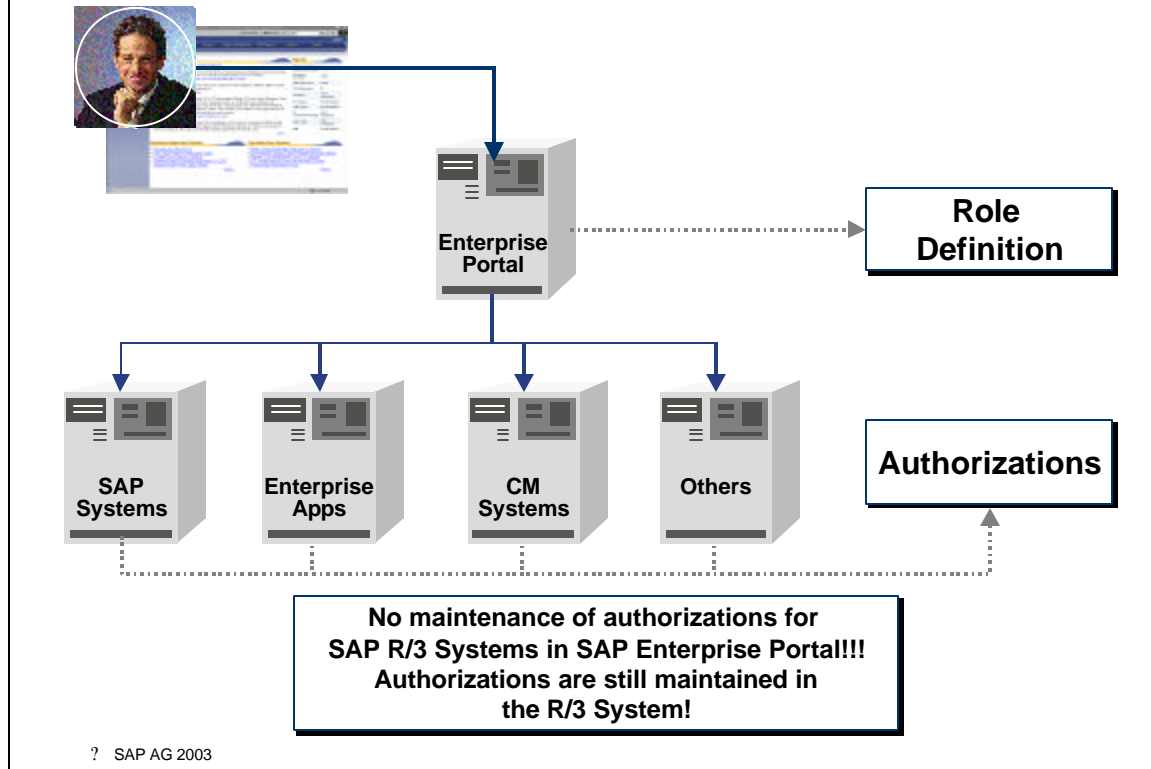 Enterprise
Portal
Role
Definition
SAP
Systems
Enterprise
Apps
CM
Systems
Others
Authorizations
No maintenance of authorizations for
SAP R/3 Systems in SAP Enterprise Portal!!!
Authorizations are still maintained in
the R/3 System!
? SAP AG 2003